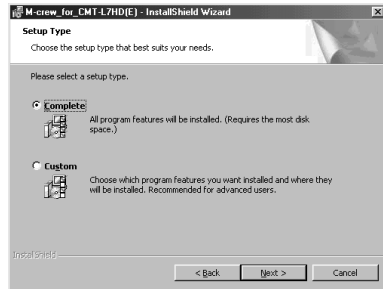 M-crew_for_CMT-L7HD(E) - InstallShield Wizard
Setup Type
Choose the setup type that best suits your needs.
Please select a setup type.
Complete
All program features will be installed. (Requires the most disk
space.)
Custom
Choose which program features you want installed and where they
will be installed. Recommended for advanced users.
InstallShield
< Back Next > Cancel